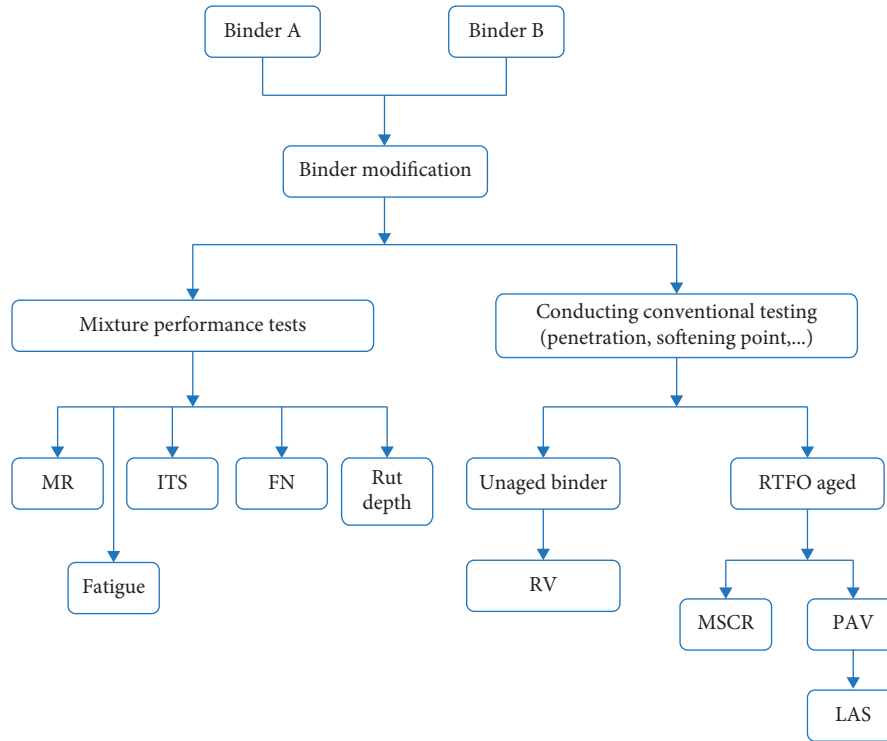 Binder A
Binder B
Binder modification
Mixture performance tests
Conducting conventional testing
(penetration, softening point,...)
MR
ITS
FN
Rut
depth
Unaged binder
RTFO aged
Fatigue
RV
MSCR
PAV
LAS